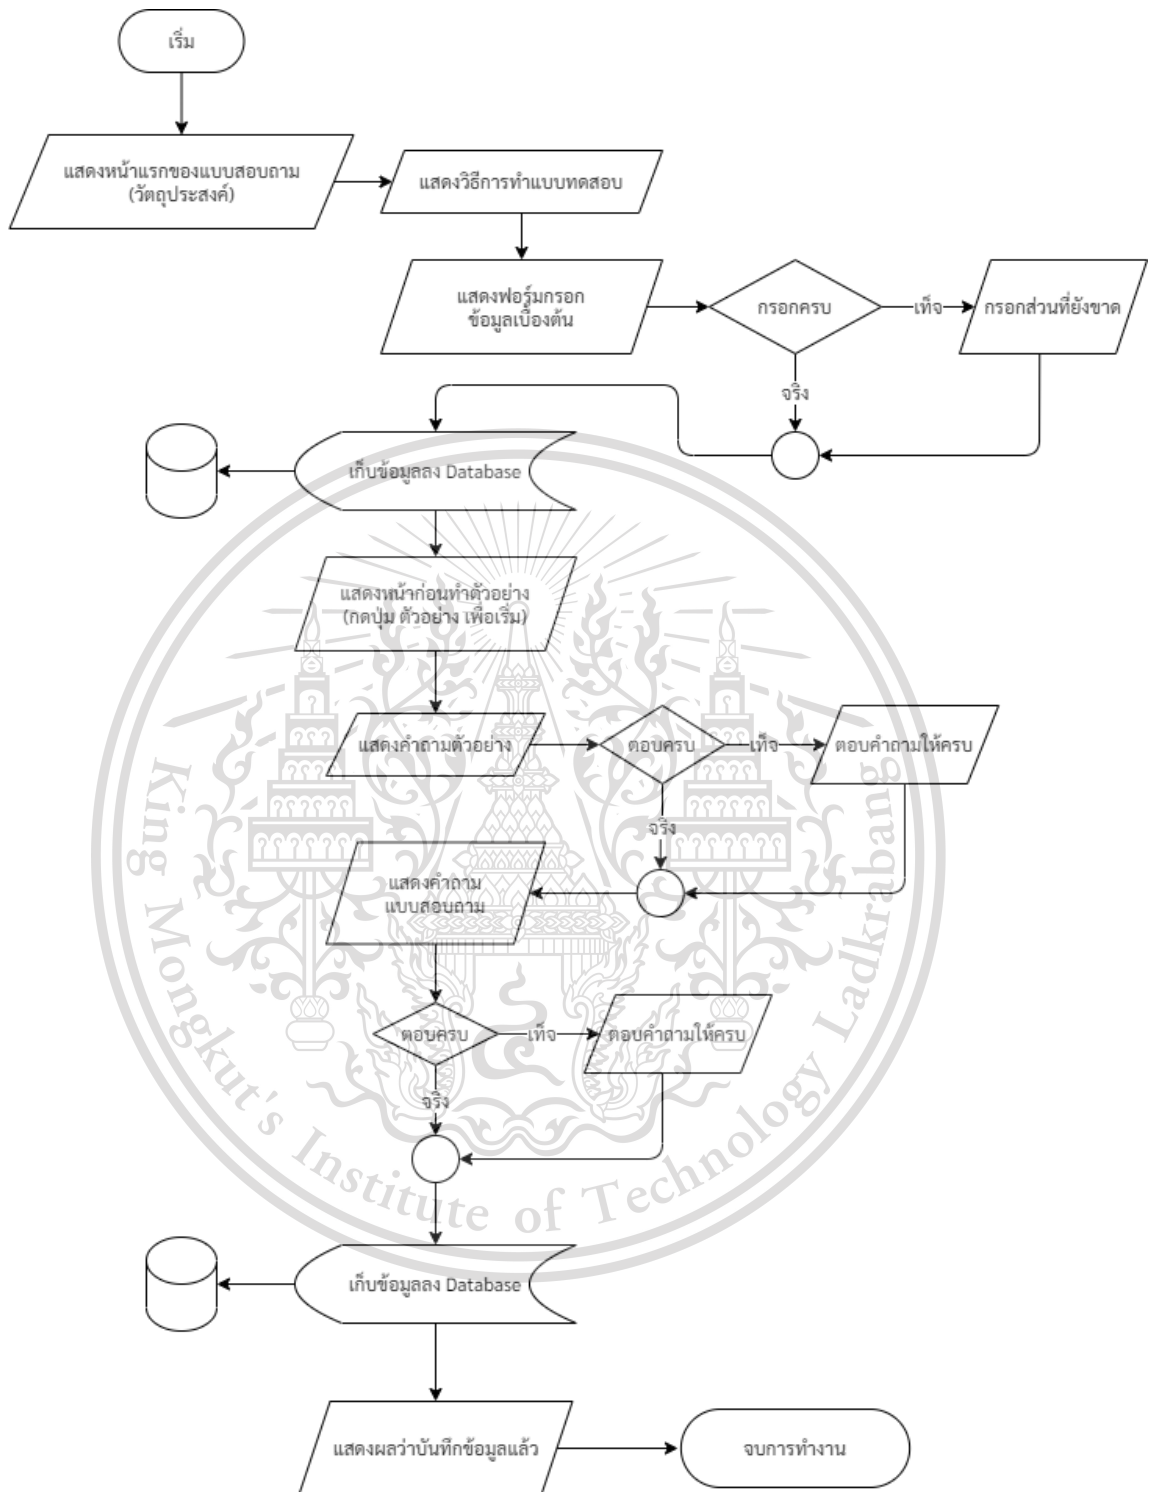 เริ่ม
แสดงหน้าแรกของแบบสอบถาม
(วัตถุประสงค์)
แสดงวิธีการทำแบบทดสอบ
แสดงฟอร์มกรอก
ข้อมูลเบื้องต้น
กรอกครบ
เท็จ
กรอกส่วนที่ยังขาด
จริง
เก็บข้อมูลลง Database
แสดงหน้าก่อนทำตัวอย่าง
(กดปุ่ม ตัวอย่าง เพื่อเริ่ม)
แสดงคำถามตัวอย่าง
ตอบครบ
เท็จ
ตอบคำถามให้ครบ
จริง
แสดงคำถาม
แบบสอบถาม
ตอบครบ
เท็จ
ตอบคำถามให้ครบ
จริง
เก็บข้อมูลลง Database
แสดงผลว่าบันทึกข้อมูลแล้ว
จบการทำงาน
King Mongkut's Institute of Technology Ladkrabang